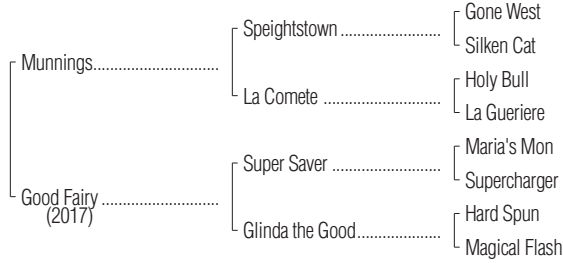 Gone West
Speightstown
Silken Cat
Munnings
Holy Bull
La Comete
La Gueriere
Maria's Mon
Super Saver
Supercharger
Good Fairy
(2017)
Hard Spun
Glinda the Good
Magical Flash